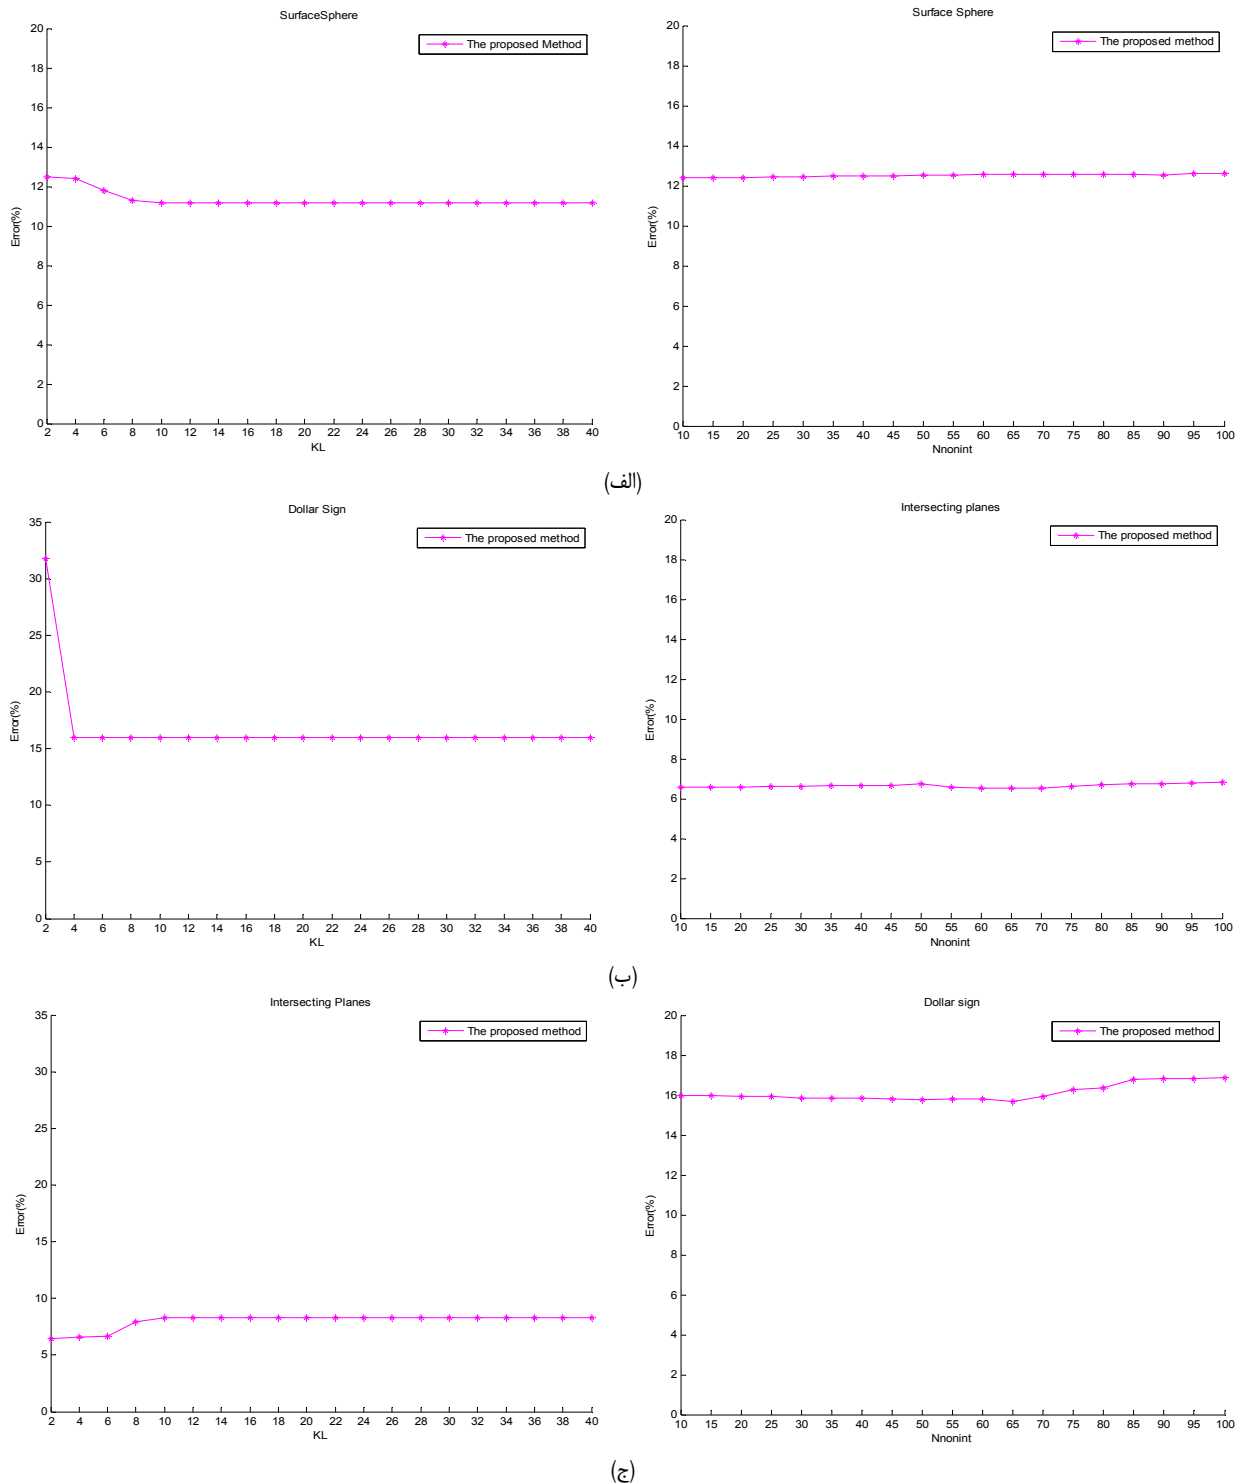 SurfaceSphere
The proposed Method
Error(%)
20
18
16
14
12
10
8
6
4
2
0
2 4 6 8 10 12 14 16 18 20 22 24 26 28 30 32 34 36 38 40
KL
Surface Sphere
The proposed method
Error(%)
20
18
16
14
12
10
8
6
4
2
0
10 15 20 25 30 35 40 45 50 55 60 65 70 75 80 85 90 95 100
Nnonint
(الف)
Dollar Sign
The proposed method
Error(%)
35
30
25
20
15
10
5
0
2 4 6 8 10 12 14 16 18 20 22 24 26 28 30 32 34 36 38 40
KL
Intersecting planes
The proposed method
Error(%)
20
18
16
14
12
10
8
6
4
2
0
10 15 20 25 30 35 40 45 50 55 60 65 70 75 80 85 90 95 100
Nnonint
(ب)
Intersecting Planes
The proposed method
Error(%)
35
30
25
20
15
10
5
0
2 4 6 8 10 12 14 16 18 20 22 24 26 28 30 32 34 36 38 40
KL
Dollar sign
The proposed method
Error(%)
20
18
16
14
12
10
8
6
4
2
0
10 15 20 25 30 35 40 45 50 55 60 65 70 75 80 85 90 95 100
Nnonint
(ج)